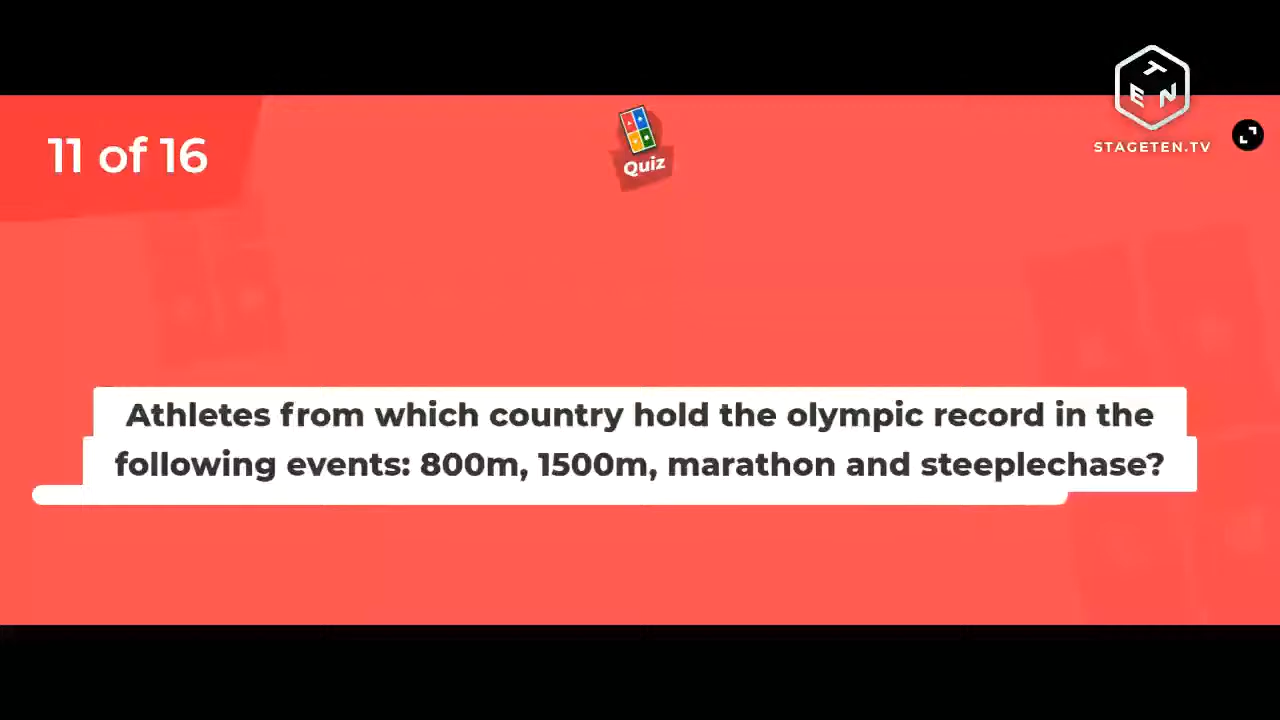 T
E N
STAGETEN.TV
11 of 16
Quiz
Athletes from which country hold the olympic record in the
following events: 800m, 1500m, marathon and steeplechase?